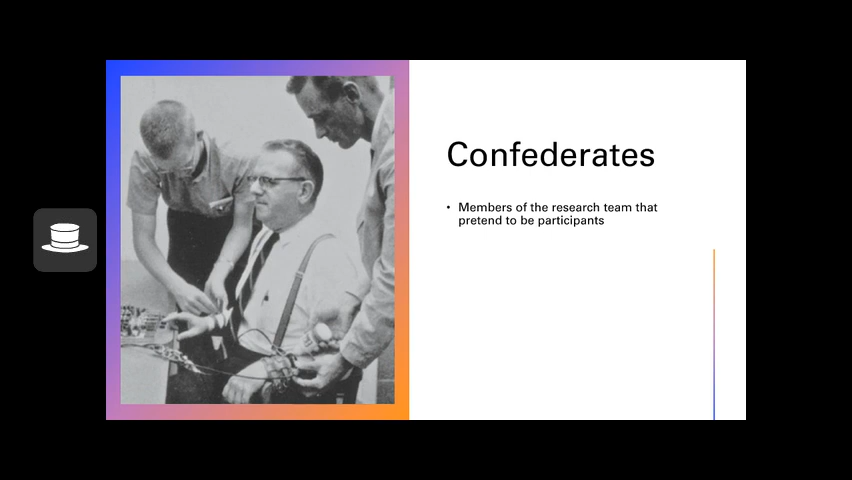 Confederates
• Members of the research team that
pretend to be participants